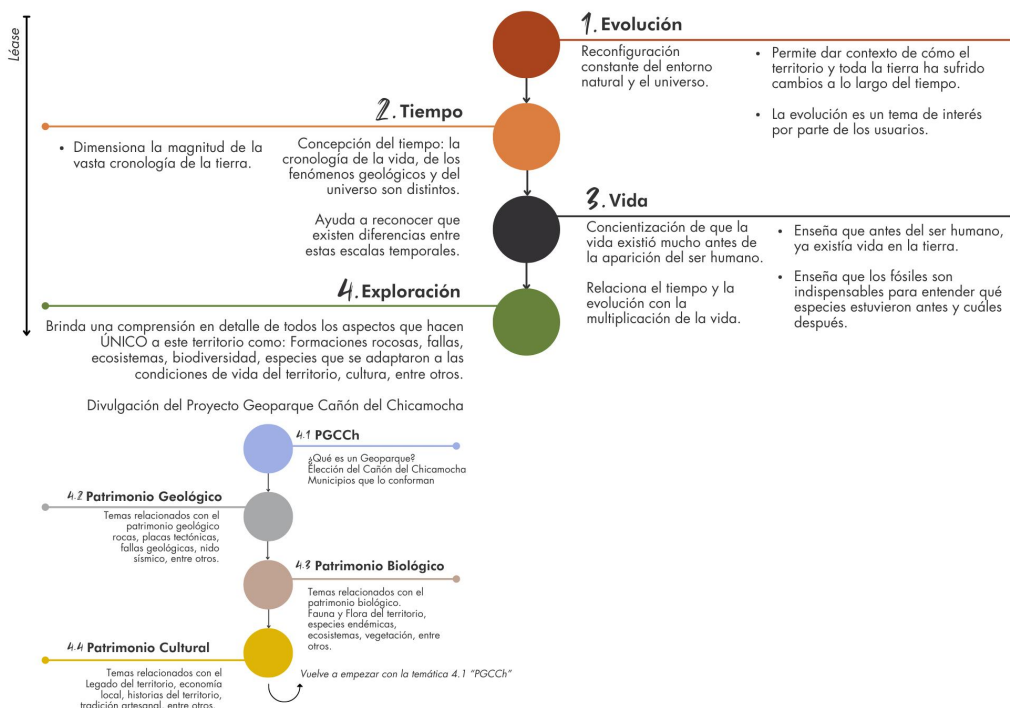 Léase
1. Evolución
Reconfiguración
constante del entorno
natural y el universo.
• Permite dar contexto de cómo el
territorio y toda la tierra ha sufrido
cambios a lo largo del tiempo.
• La evolución es un tema de interés
por parte de los usuarios.
2. Tiempo
• Dimensiona la magnitud de la
vasta cronología de la tierra.
Concepción del tiempo: la
cronología de la vida, de los
fenómenos geológicos y del
universo son distintos.
Ayuda a reconocer que
existen diferencias entre
estas escalas temporales.
3. Vida
Concientización de que la
vida existió mucho antes de
la aparición del ser humano.
Relaciona el tiempo y la
evolución con la
multiplicación de la vida.
• Enseña que antes del ser humano,
ya existía vida en la tierra.
• Enseña que los fósiles son
indispensables para entender qué
especies estuvieron antes y cuáles
después.
4. Exploración
Brinda una comprensión en detalle de todos los aspectos que hacen
ÚNICO a este territorio como: Formaciones rocosas, fallas,
ecosistemas, biodiversidad, especies que se adaptaron a las
condiciones de vida del territorio, cultura, entre otros.
Divulgación del Proyecto Geoparque Cañón del Chicamocha
4.1 PGCCh
¿Qué es un Geoparque?
Elección del Cañón del Chicamocha
Municipios que lo conforman
4.2 Patrimonio Geológico
Temas relacionados con el
patrimonio geológico
rocas, placas tectónicas,
fallas geológicas, nido
sísmico, entre otros.
4.3 Patrimonio Biológico
Temas relacionados con el
patrimonio biológico.
Fauna y Flora del territorio,
especies endémicas,
ecosistemas, vegetación, entre
otros.
4.4 Patrimonio Cultural
Temas relacionados con el
Legado del territorio, economía
local, historias del territorio,
tradición artesanal, entre otros.
Vuelve a empezar con la temática 4.1 “PGCCh”